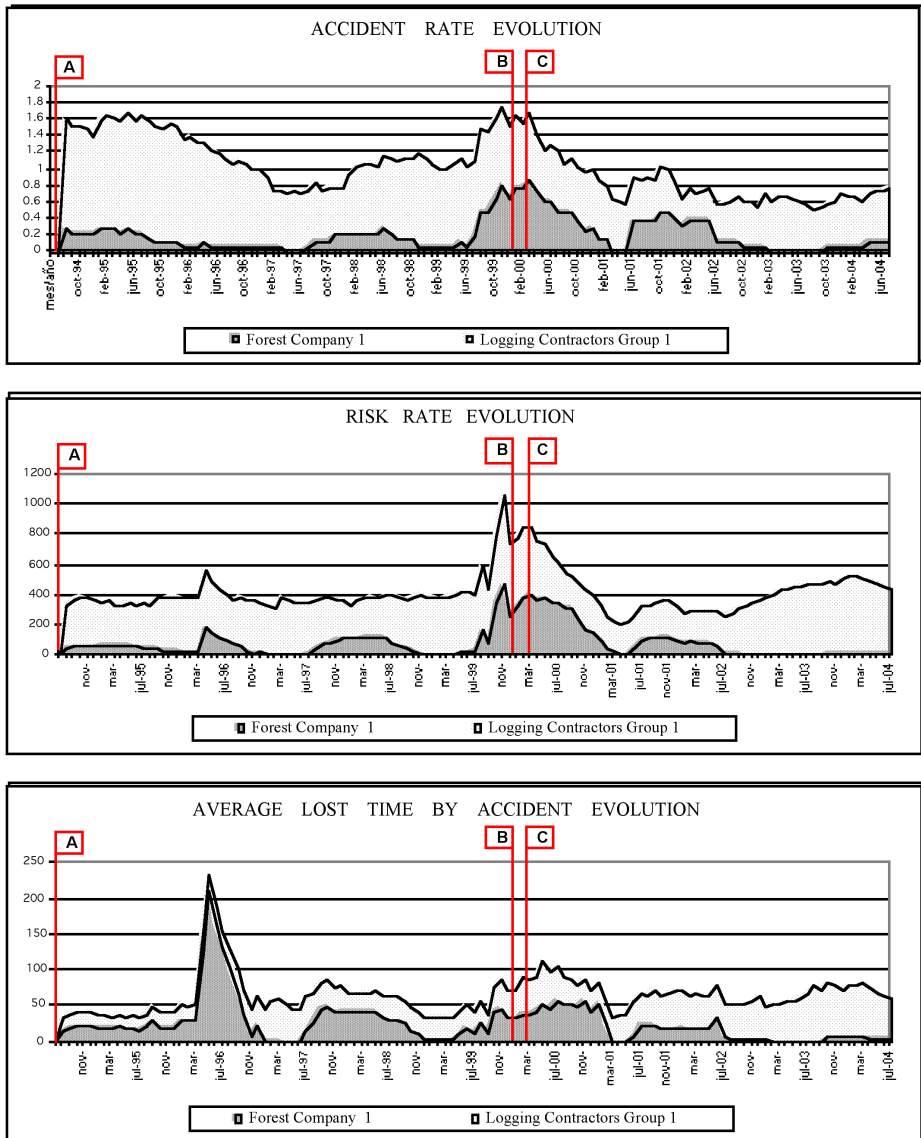 ACCIDENT RATE EVOLUTION
A
B
C
2
1.8
1.6
1.4
1.2
1
0.8
0.6
0.4
0.2
0
mes/año
oct-94
feb-95
jun-95
oct-95
feb-96
jun-96
oct-96
feb-97
jun-97
oct-97
feb-98
jun-98
oct-98
feb-99
jun-99
oct-99
feb-00
jun-00
oct-00
feb-01
jun-01
oct-01
feb-02
jun-02
oct-02
feb-03
jun-03
oct-03
feb-04
jun-04
Forest Company 1 Logging Contractors Group 1
RISK RATE EVOLUTION
A
B
C
1200
1000
800
600
400
200
0
nov-
mar-
jul-95
nov-
mar-
jul-96
nov-
mar-
jul-97
nov-
mar-
jul-98
nov-
mar-
jul-99
nov-
mar-
jul-00
nov-
mar-01
jul-01
nov-01
mar-
jul-02
nov-
mar-
jul-03
nov-
mar-
jul-04
Forest Company 1 Logging Contractors Group 1
AVERAGE LOST TIME BY ACCIDENT EVOLUTION
A
B
C
250
200
150
100
50
0
nov-
mar-
jul-95
nov-
mar-
jul-96
nov-
mar-
jul-97
nov-
mar-
jul-98
nov-
mar-
jul-99
nov-
mar-
jul-00
nov-
mar-01
jul-01
nov-01
mar-
jul-02
nov-
mar-
jul-03
nov-
mar-
jul-04
Forest Company 1 Logging Contractors Group 1